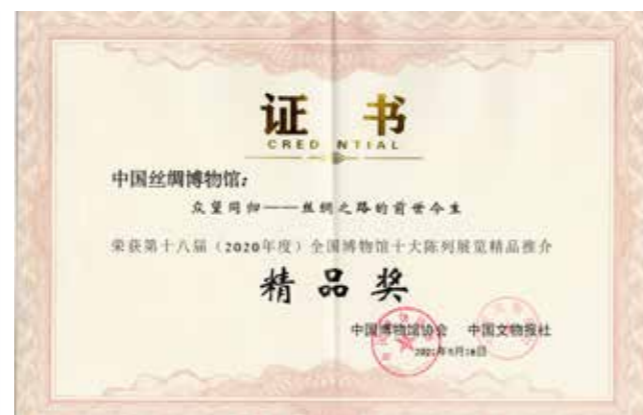 证 书
CREDENTIAL
中国丝绸博物馆:
众望同归——丝绸之路的前世今生
荣获第十八届（2020年度）全国博物馆十大陈列展览精品推介
精 品 奖
中国博物馆协会 中国文物报社